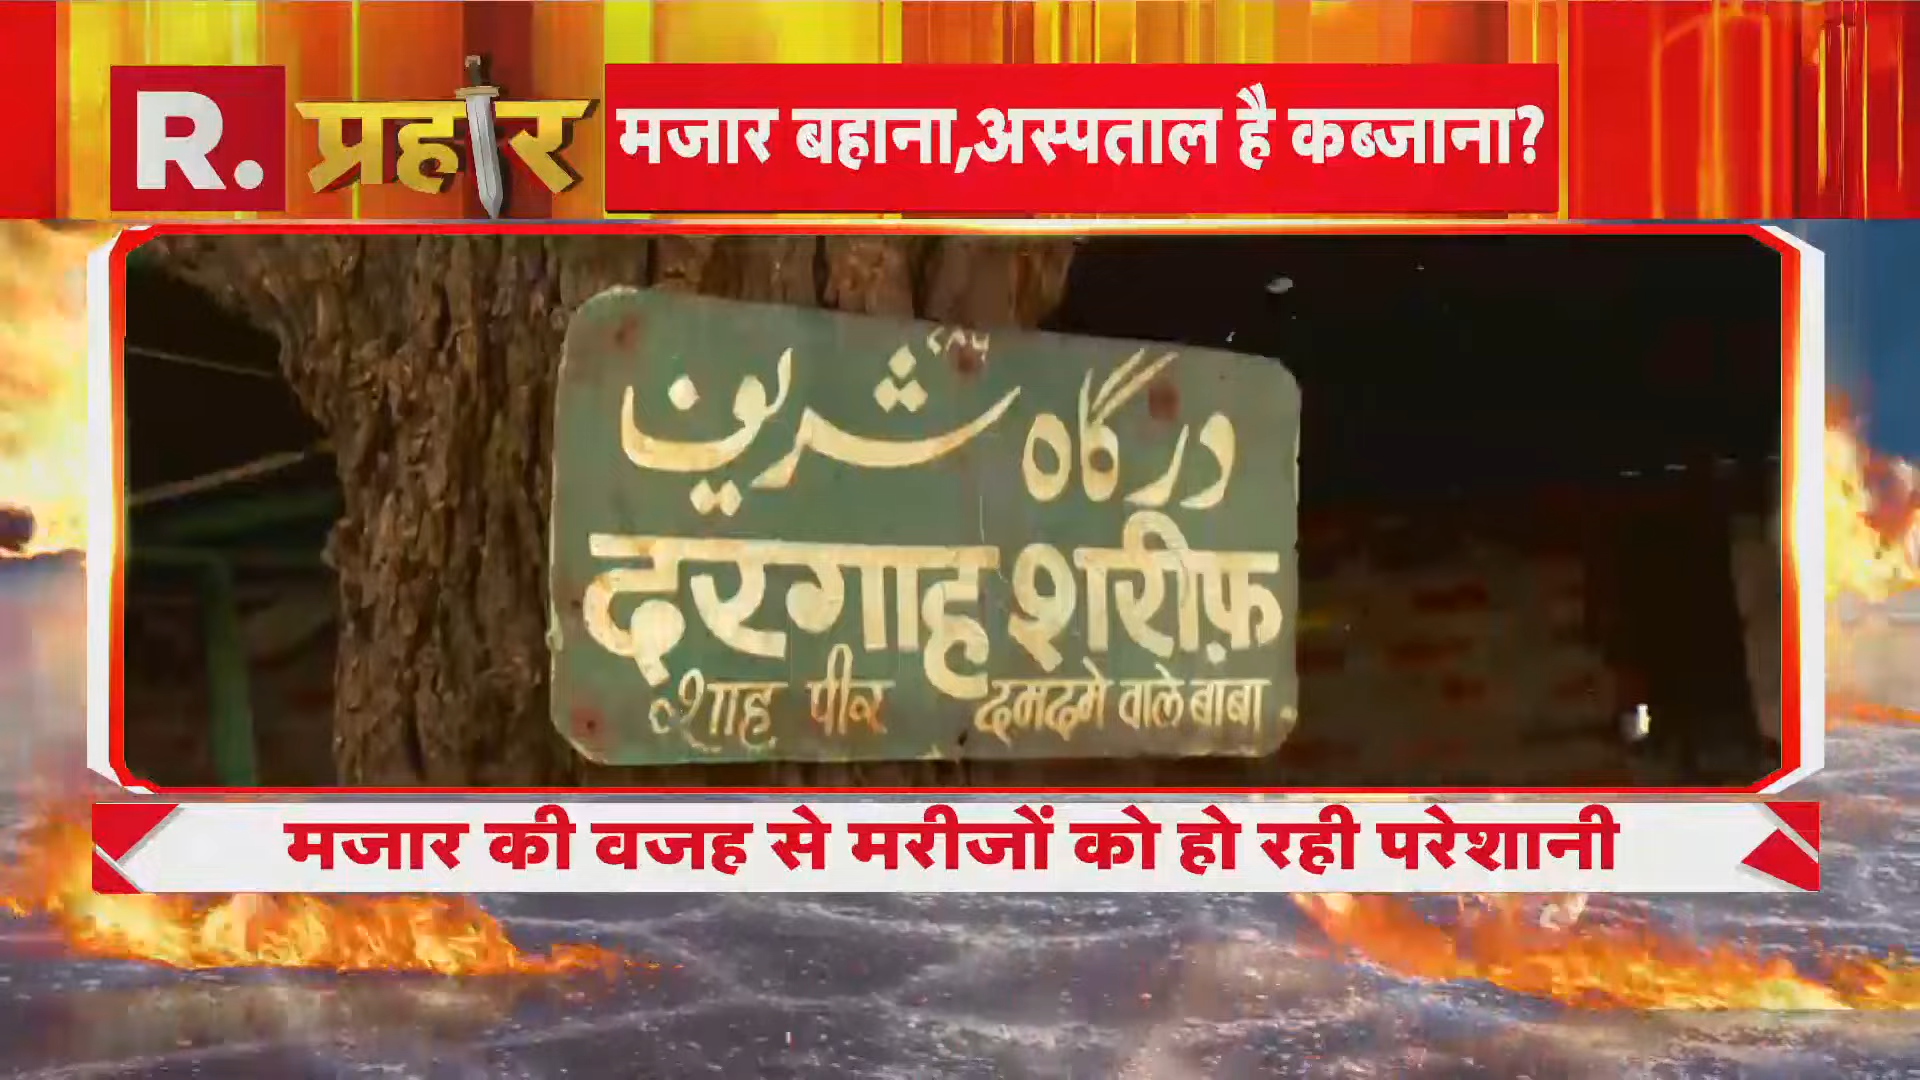 R. प्रहार
मजार बहाना,अस्पताल है कब्जाना?
درگاہ شریف
दरगाह शरीफ़
शाह पीर दमदमे वाले बाबा
मजार की वजह से मरीजों को हो रही परेशानी